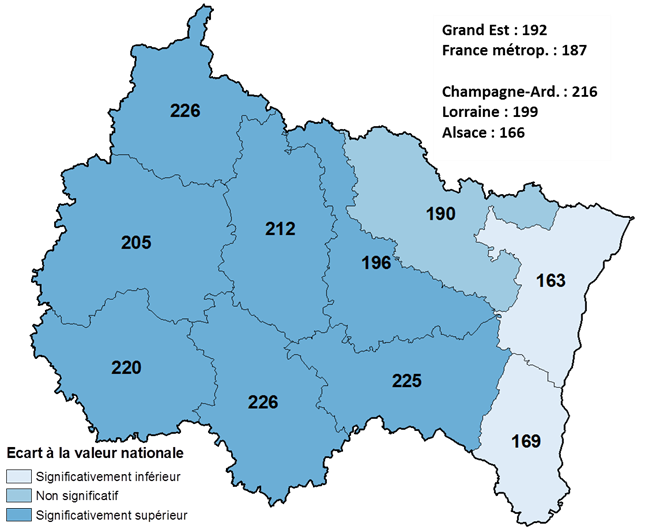 Grand Est : 192
France métrop. : 187
Champagne-Ard. : 216
Lorraine : 199
Alsace : 166
226
205
212
190
196
163
220
226
225
169
Ecart à la valeur nationale
Significativement inférieur
Non significatif
Significativement supérieur